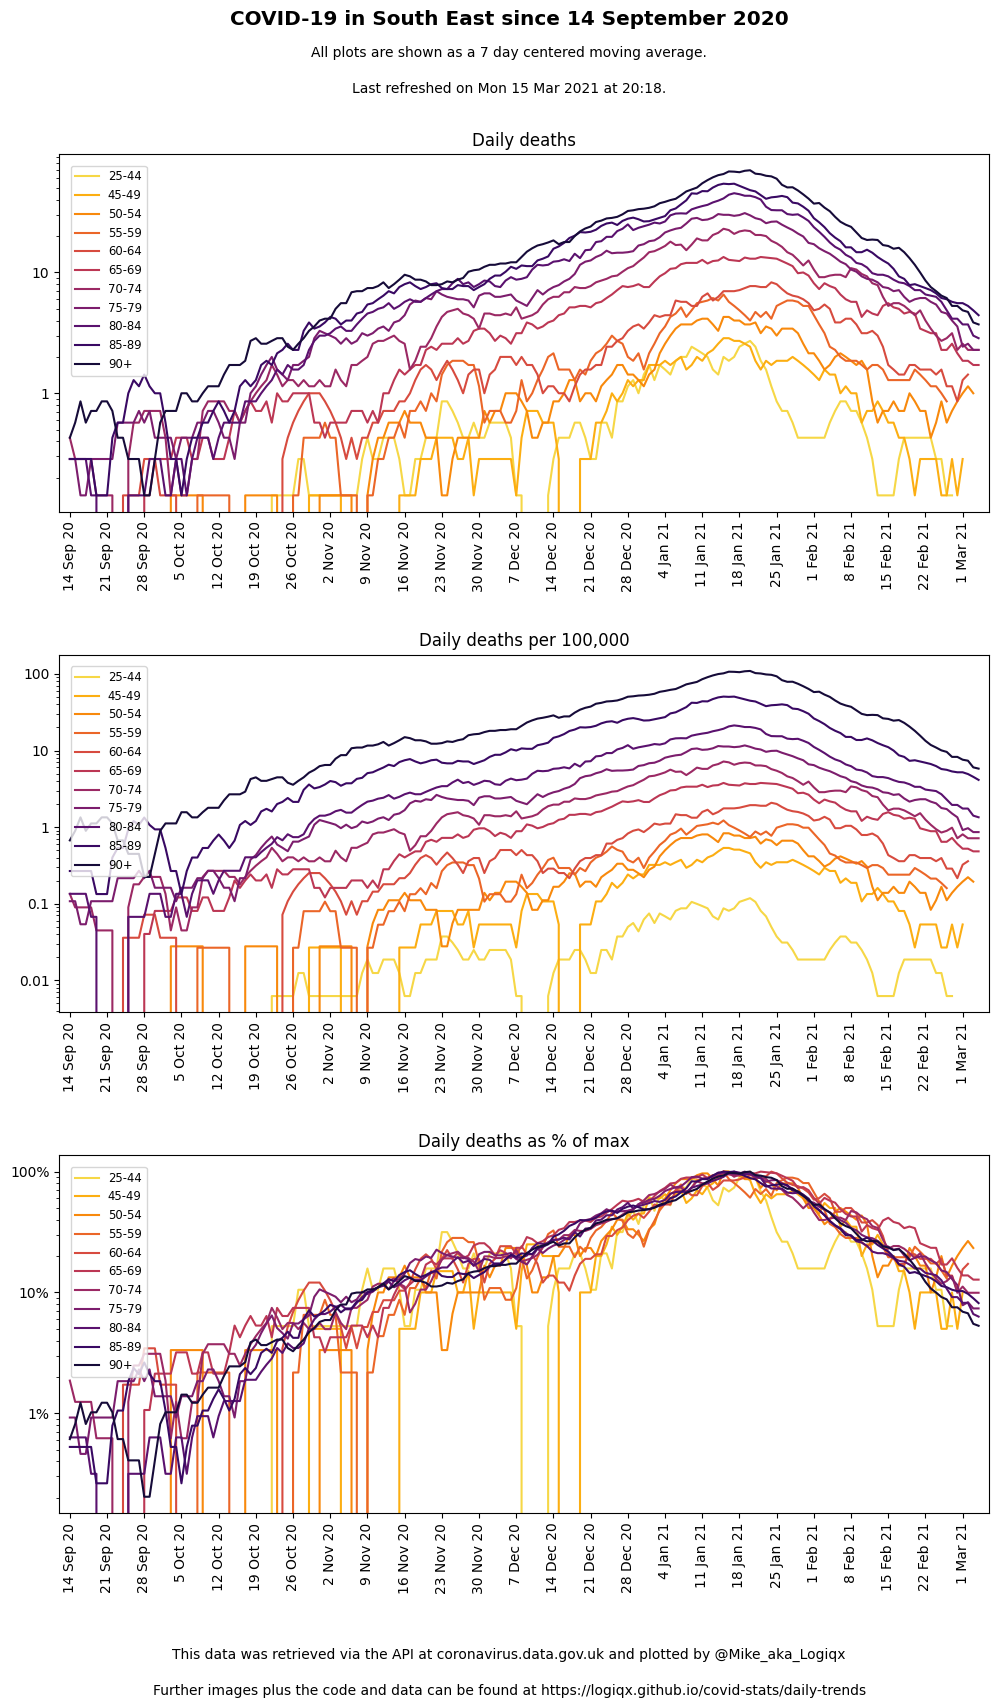 COVID-19 in South East since 14 September 2020
All plots are shown as a 7 day centered moving average.
Last refreshed on Mon 15 Mar 2021 at 20:18.
Daily deaths
25-44
45-49
50-54
55-59
60-64
65-69
70-74
75-79
80-84
85-89
90+
10
1
14 Sep 20
21 Sep 20
28 Sep 20
5 Oct 20
12 Oct 20
19 Oct 20
26 Oct 20
2 Nov 20
9 Nov 20
16 Nov 20
23 Nov 20
30 Nov 20
7 Dec 20
14 Dec 20
21 Dec 20
28 Dec 20
4 Jan 21
11 Jan 21
18 Jan 21
25 Jan 21
1 Feb 21
8 Feb 21
15 Feb 21
22 Feb 21
1 Mar 21
Daily deaths per 100,000
25-44
45-49
50-54
55-59
60-64
65-69
70-74
75-79
80-84
85-89
90+
100
10
1
0.1
0.01
14 Sep 20
21 Sep 20
28 Sep 20
5 Oct 20
12 Oct 20
19 Oct 20
26 Oct 20
2 Nov 20
9 Nov 20
16 Nov 20
23 Nov 20
30 Nov 20
7 Dec 20
14 Dec 20
21 Dec 20
28 Dec 20
4 Jan 21
11 Jan 21
18 Jan 21
25 Jan 21
1 Feb 21
8 Feb 21
15 Feb 21
22 Feb 21
1 Mar 21
Daily deaths as % of max
25-44
45-49
50-54
55-59
60-64
65-69
70-74
75-79
80-84
85-89
90+
100%
10%
1%
14 Sep 20
21 Sep 20
28 Sep 20
5 Oct 20
12 Oct 20
19 Oct 20
26 Oct 20
2 Nov 20
9 Nov 20
16 Nov 20
23 Nov 20
30 Nov 20
7 Dec 20
14 Dec 20
21 Dec 20
28 Dec 20
4 Jan 21
11 Jan 21
18 Jan 21
25 Jan 21
1 Feb 21
8 Feb 21
15 Feb 21
22 Feb 21
1 Mar 21
This data was retrieved via the API at coronavirus.data.gov.uk and plotted by @Mike_aka_Logiqx
Further images plus the code and data can be found at https://logiqx.github.io/covid-stats/daily-trends